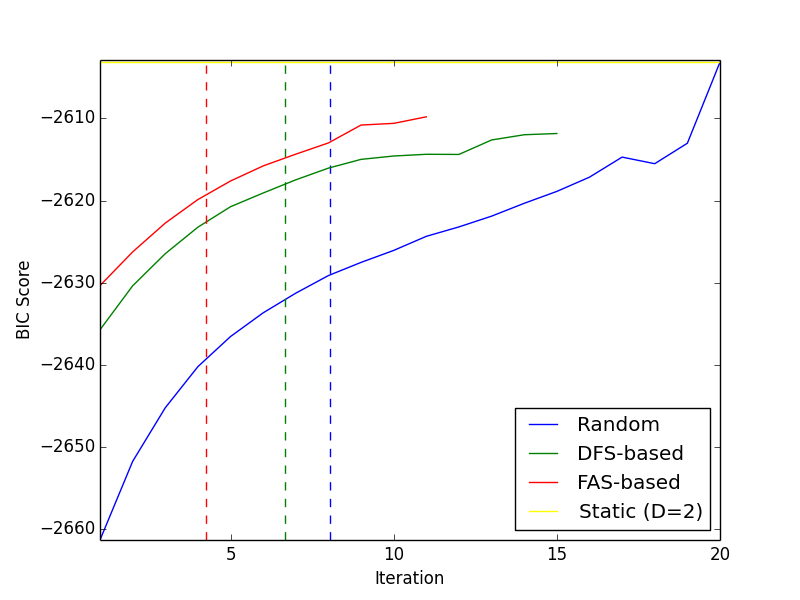 BIC Score
−2610
−2620
−2630
−2640
−2650
−2660
Random
DFS-based
FAS-based
Static (D=2)
5
10
15
20
Iteration